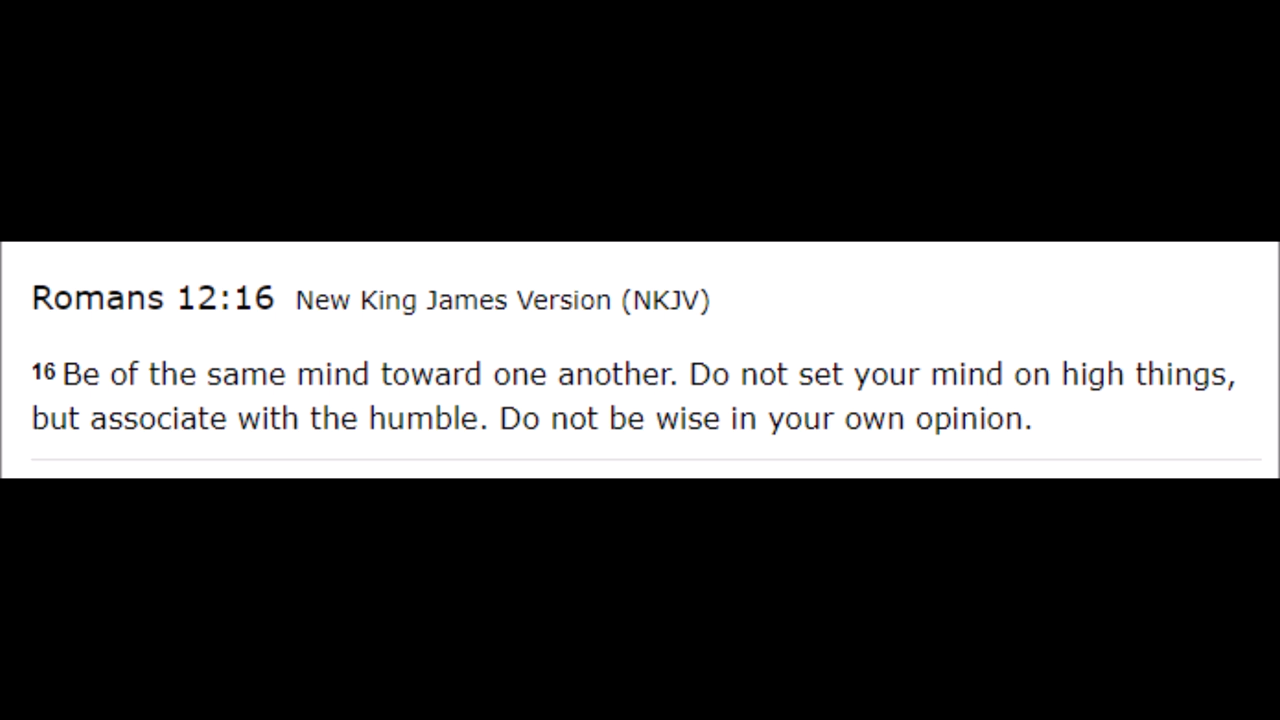 Romans 12:16 New King James Version (NKJV)
16 Be of the same mind toward one another. Do not set your mind on high things,
but associate with the humble. Do not be wise in your own opinion.